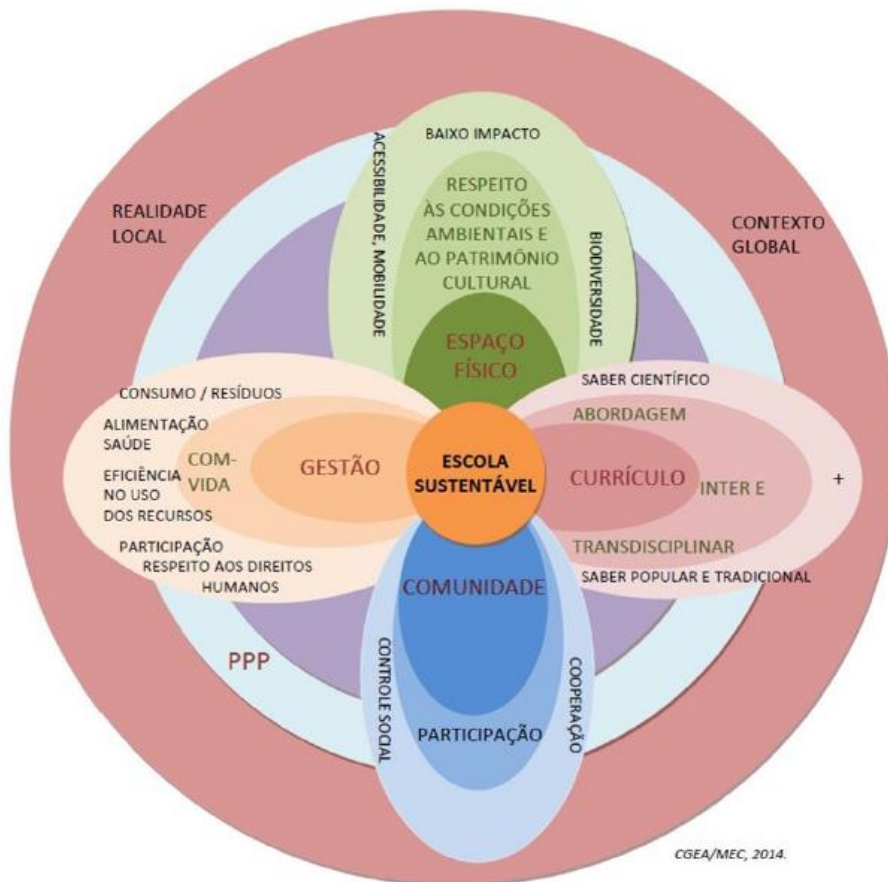 BAIXO IMPACTO
ACESSIBILIDADE, MOBILIDADE
RESPEITO
ÀS CONDIÇÕES
AMBIENTAIS E
AO PATRIMÔNIO
CULTURAL
BIODIVERSIDADE
REALIDADE
LOCAL
CONTEXTO
GLOBAL
ESPAÇO
FÍSICO
CONSUMO / RESÍDUOS
ALIMENTAÇÃO
SAÚDE
EFICIÊNCIA
NO USO
DOS RECURSOS
PARTICIPAÇÃO
RESPEITO AOS DIREITOS
HUMANOS
COM-
VIDA
GESTÃO
ESCOLA
SUSTENTÁVEL
SABER CIENTÍFICO
ABORDAGEM
CURRÍCULO
INTER E
+
TRANSDISCIPLINAR
SABER POPULAR E TRADICIONAL
COMUNIDADE
PPP
CONTROLE SOCIAL
PARTICIPAÇÃO
COOPERAÇÃO
CGEA/MEC, 2014.